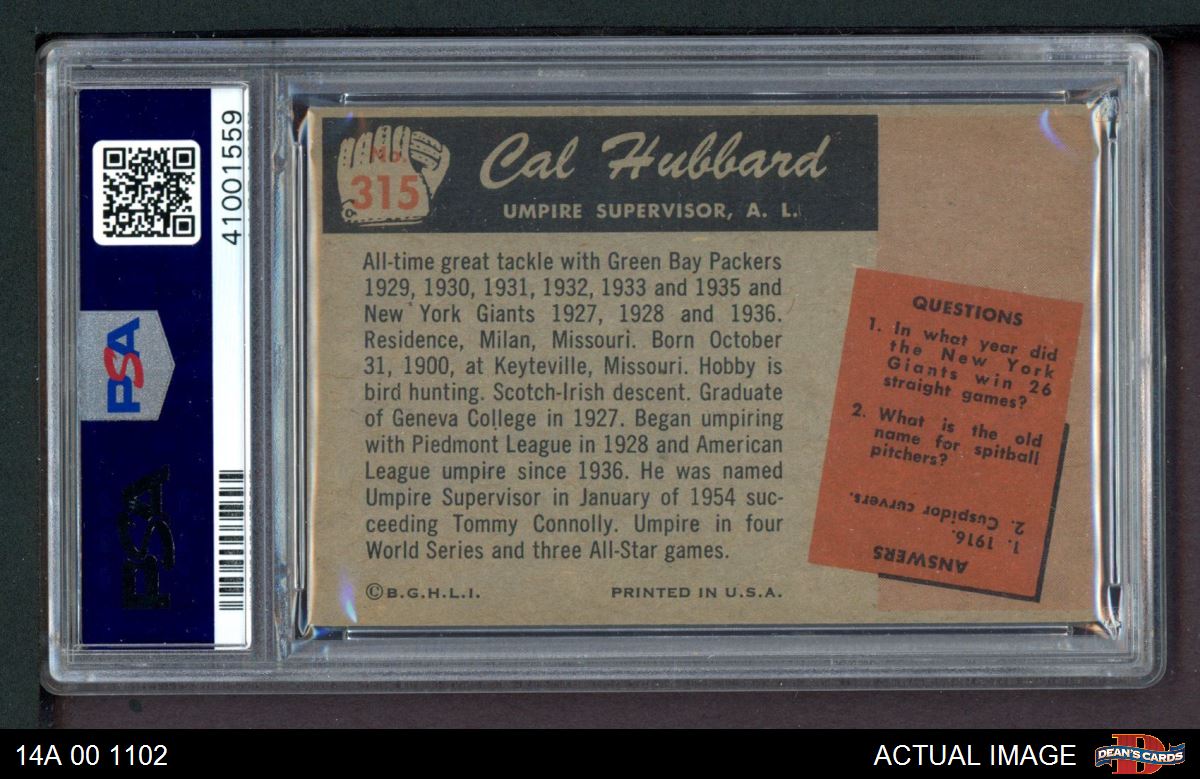 41001559
PSA
PSA
No.
315
Cal Hubbard
UMPIRE SUPERVISOR, A. L.
All-time great tackle with Green Bay Packers
1929, 1930, 1931, 1932, 1933 and 1935 and
New York Giants 1927, 1928 and 1936.
Residence, Milan, Missouri. Born October
31, 1900, at Keyteville, Missouri. Hobby is
bird hunting. Scotch-Irish descent. Graduate
of Geneva College in 1927. Began umpiring
with Piedmont League in 1928 and American
League umpire since 1936. He was named
Umpire Supervisor in January of 1954 suc-
ceeding Tommy Connolly. Umpire in four
World Series and three All-Star games.
©B.G.H.L.I. PRINTED IN U.S.A.
QUESTIONS
1. In what year did
the New York
Giants win 26
straight games?
2. What is the old
name for spitball
pitchers?
ANSWERS
1. 1916.
2. Cuspidor curvers.
14A 00 1102
ACTUAL IMAGE
DEAN'S CARDS